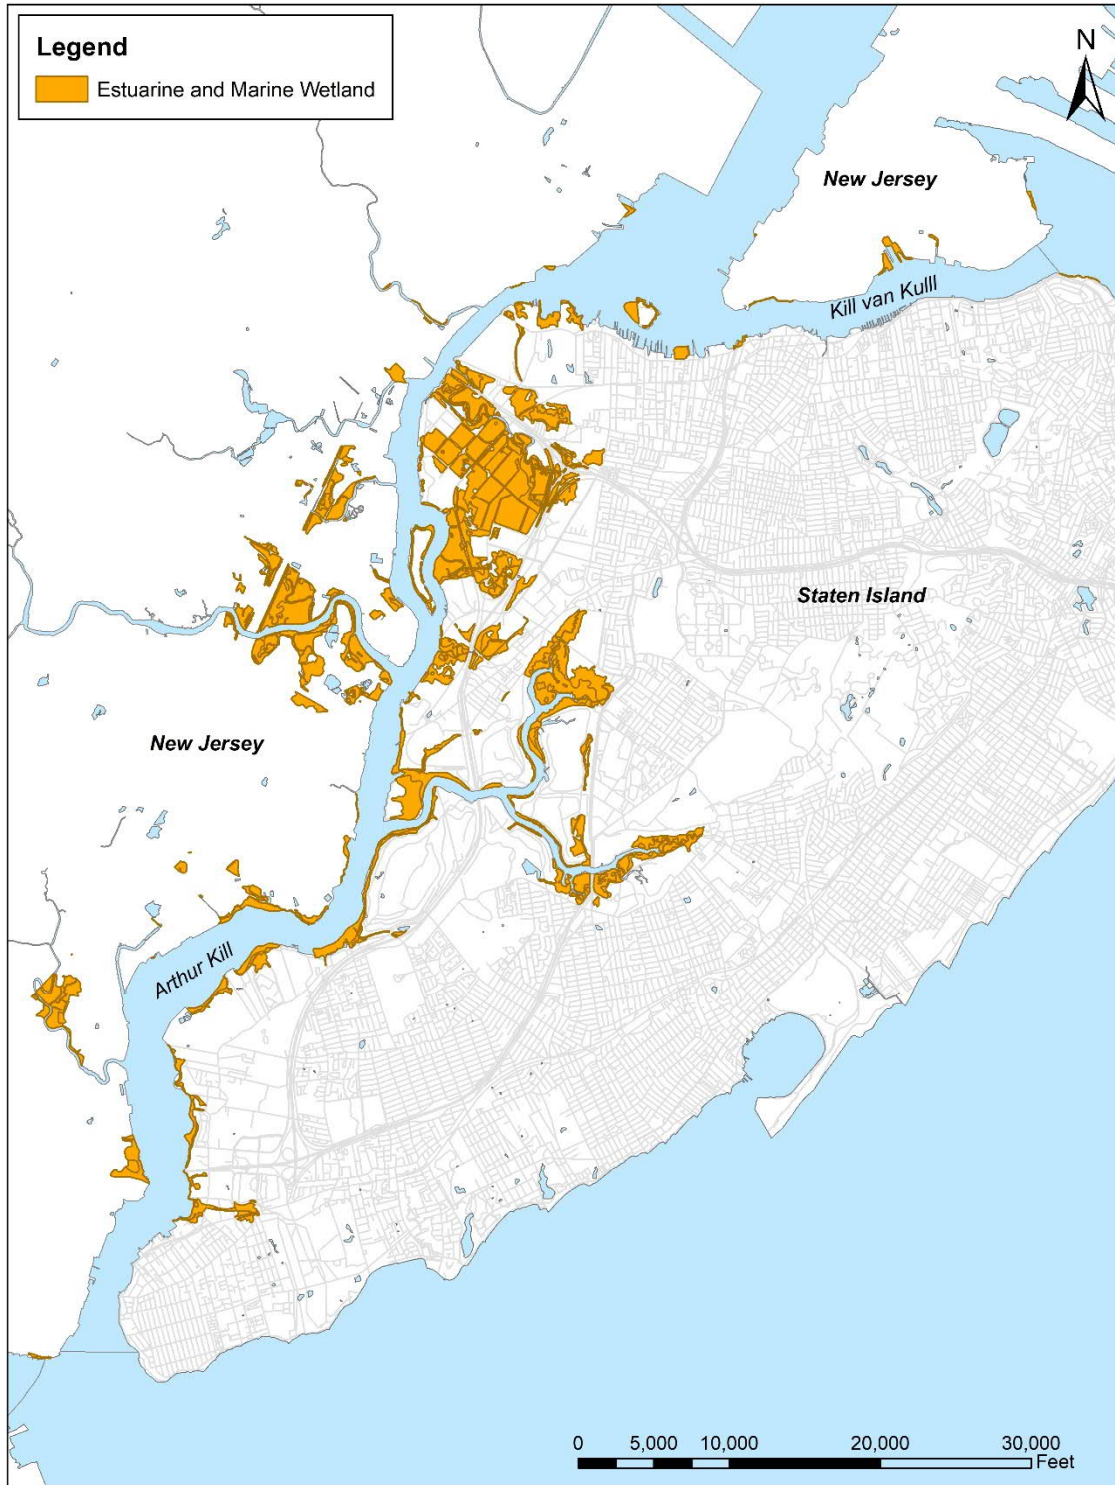 Legend
Estuarine and Marine Wetland
N
New Jersey
Kill van Kulll
Staten Island
New Jersey
Arthur Kill
0 5,000 10,000 20,000 30,000
Feet